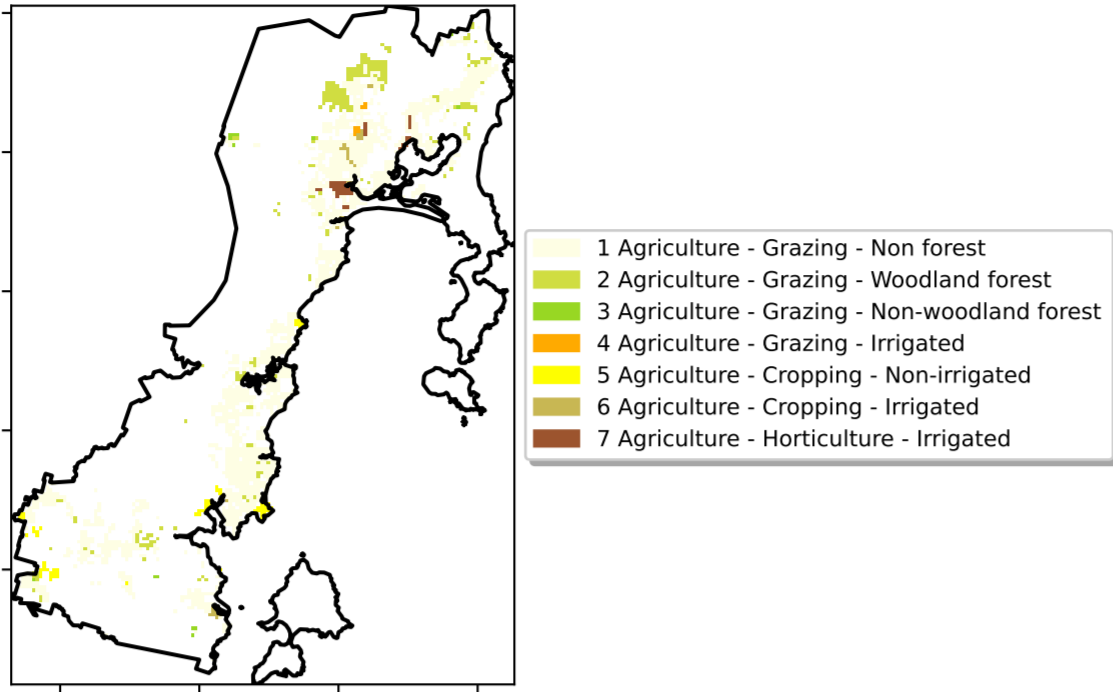 1 Agriculture - Grazing - Non forest
2 Agriculture - Grazing - Woodland forest
3 Agriculture - Grazing - Non-woodland forest
4 Agriculture - Grazing - Irrigated
5 Agriculture - Cropping - Non-irrigated
6 Agriculture - Cropping - Irrigated
7 Agriculture - Horticulture - Irrigated